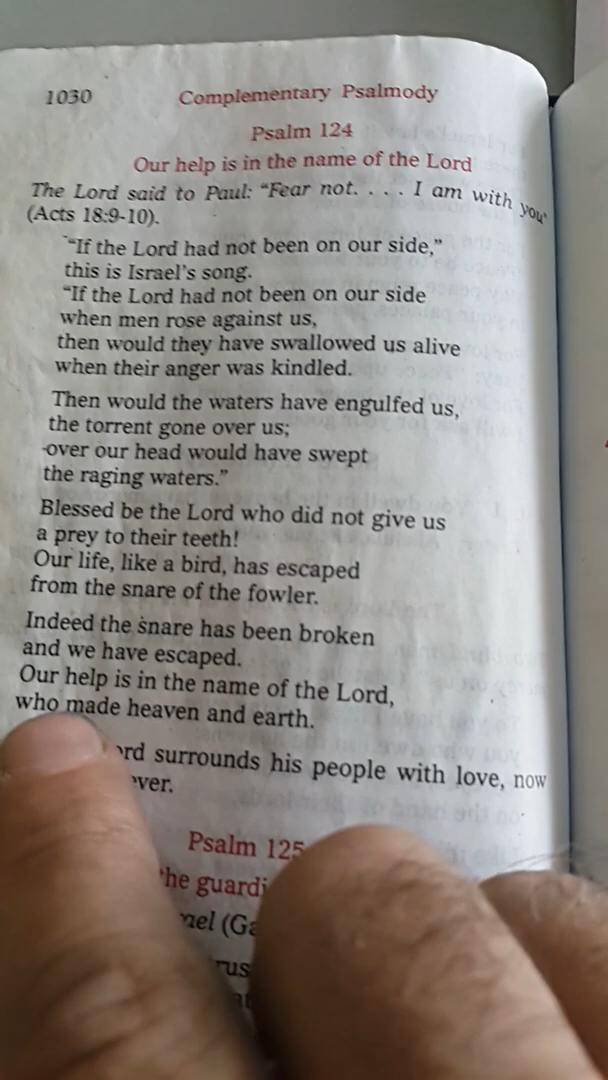 1030 Complementary Psalmody
Psalm 124
Our help is in the name of the Lord
The Lord said to Paul: “Fear not. . . . I am with you”
(Acts 18:9-10).
“If the Lord had not been on our side,”
this is Israel’s song.
“If the Lord had not been on our side
when men rose against us,
then would they have swallowed us alive
when their anger was kindled.
Then would the waters have engulfed us,
the torrent gone over us;
over our head would have swept
the raging waters.”
Blessed be the Lord who did not give us
a prey to their teeth!
Our life, like a bird, has escaped
from the snare of the fowler.
Indeed the snare has been broken
and we have escaped.
Our help is in the name of the Lord,
who made heaven and earth.
surrounds his people with love, now
Psalm 125